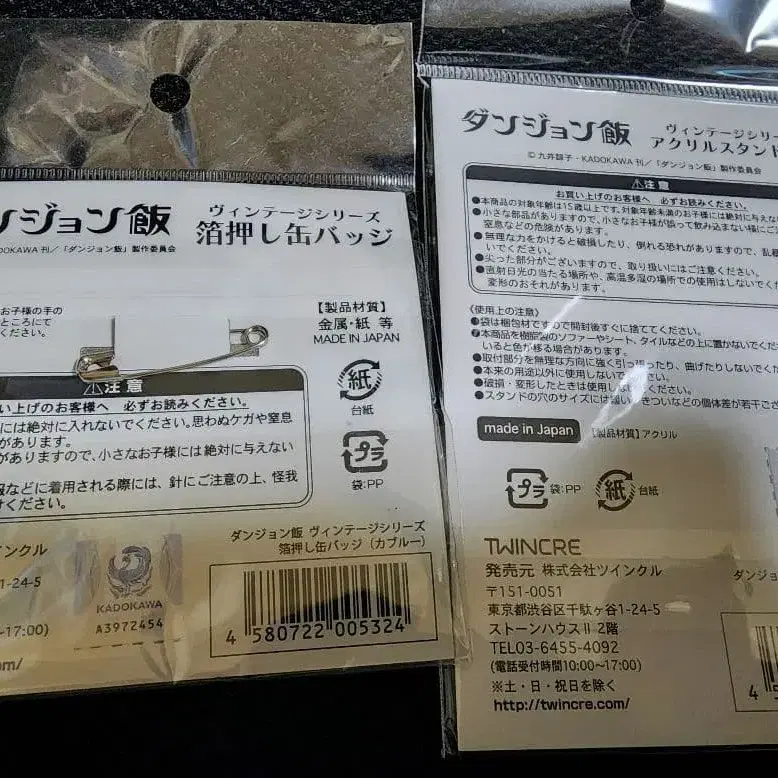 ンジョン飯
ヴィンテージシリーズ
箔押し缶バッジ
DOKAWA 刊/「ダンジョン飯」製作委員会
お子様の手の
ところにて
ください。
【製品材質】
金属・紙 等
MADE IN JAPAN
紙
台紙
プラ
袋:PP
⚠注意
い上げのお客様へ 必ずお読みください。
には絶対に入れないでください。思わぬケガや窒息
があります。
がありますので、小さなお子様には絶対に与えない
服などに着用される際には、針にご注意の上、怪我
けください。
インクル
1-24-5
~17:00)
om/
KADOKAWA
A3972454
ダンジョン飯 ヴィンテージシリーズ
箔押し缶バッジ(カブルー)
4 580722 005324
ダンジョン飯
ヴィンテージシリー
アクリルスタンド
© 九井諒子・KADOKAWA 刊/「ダンジョン飯」製作委員会
⚠注意
お買い上げのお客様へ 必ずお読みください。
●本商品の対象年齢は15歳以上です。対象年齢未満のお子様には絶対に与えない
●小さな部品がありますので、小さなお子様が誤って飲み込まない様にご
窒息などの危険があります。
●無理な力をかけると破損したり、倒れる恐れがありますので、乱
いでください。
●尖った部分がございますので、取り扱いにはご注意ください。
●直射日光の当たる場所や、高温多湿の場所での使用はしないでくだ
変形のおそれがあります。
〈使用上の注意〉
●袋は梱包材ですので開封後すぐに捨ててください。
●本商品を樹脂製のソファーやシート、タイルなどの上に置かないでくださ
いると色が移る場合があります。
●取付部分を無理な方向に強く引っ張ったり、曲げたりしないでくだ
●本来の用途以外に使用しないでください。
●破損・変形したときは使用しないでください。
●スタンドの穴のサイズには緩い・きついなどの個体差が若干ござ
made in Japan
【製品材質】アクリル
プラ
袋:PP
紙
台紙
TWINCRE
発売元 株式会社ツインクル
〒151-0051
東京都渋谷区千駄ヶ谷1-24-5
ストーンハウスⅡ 2階
TEL03-6455-4092
(電話受付時間10:00~17:00)
※土・日・祝日を除く
http://twincre.com/
ダンジョ
4